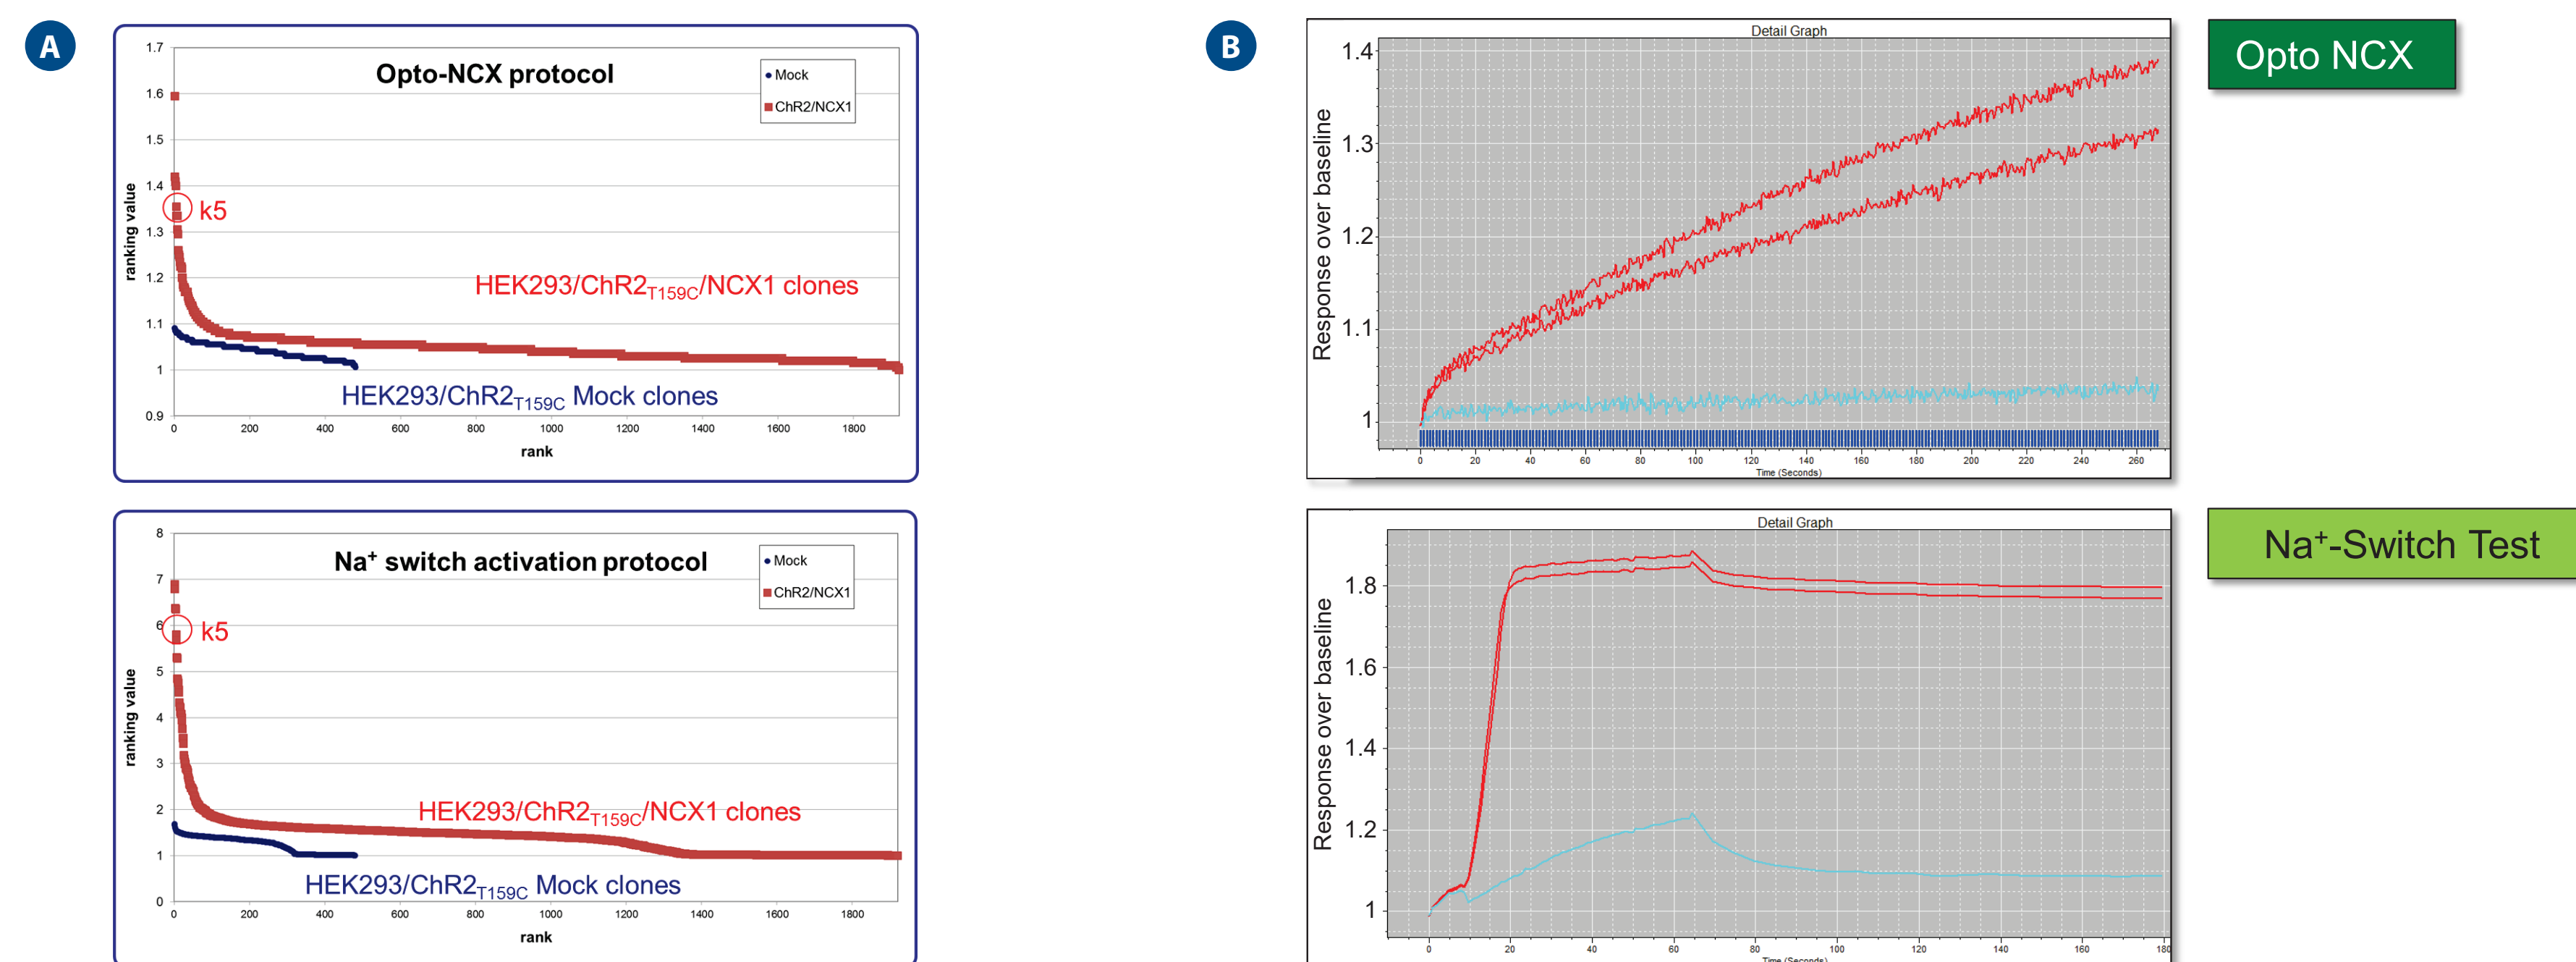 A
Opto-NCX protocol
Mock
ChR2/NCX1
1.7
1.6
1.5
1.4
1.3
1.2
1.1
1
0.9
ranking value
k5
HEK293/ChR2T159C/NCX1 clones
HEK293/ChR2T159C Mock clones
0 200 400 600 800 1000 1200 1400 1600 1800
rank
Na+ switch activation protocol
Mock
ChR2/NCX1
8
7
6
5
4
3
2
1
0
ranking value
k5
HEK293/ChR2T159C/NCX1 clones
HEK293/ChR2T159C Mock clones
0 200 400 600 800 1000 1200 1400 1600 1800
rank
B
Detail Graph
Opto NCX
1.4
1.3
1.2
1.1
1
Response over baseline
0 20 40 60 80 100 120 140 160 180 200 220 240 260
Time (Seconds)
Detail Graph
Na+-Switch Test
1.8
1.6
1.4
1.2
1
Response over baseline
0 20 40 60 80 100 120 140 160 180
Time (Seconds)